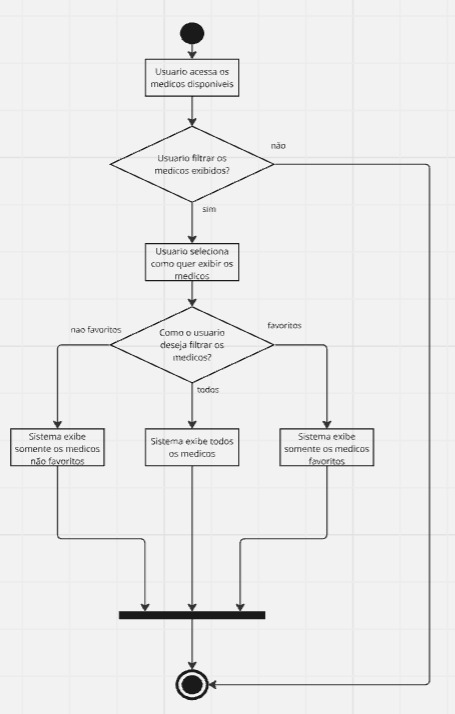 Usuario acessa os
medicos disponiveis
não
Usuario filtrar os
medicos exibidos?
sim
Usuario seleciona
como quer exibir os
medicos
nao favoritos
favoritos
Como o usuario
deseja filtrar os
medicos?
todos
Sistema exibe
somente os medicos
não favoritos
Sistema exibe todos
os medicos
Sistema exibe
somente os medicos
favoritos